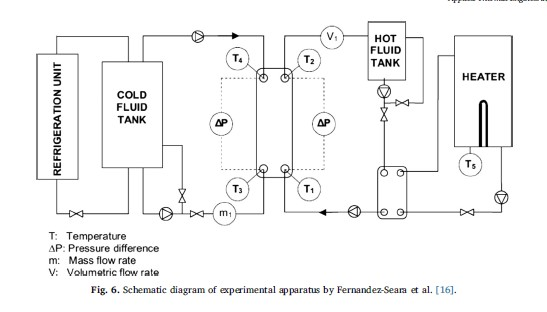 V₁
HOT
FLUID
TANK
T₄
T₂
HEATER
REFRIGERATION UNIT
COLD
FLUID
TANK
ΔP
ΔP
T₅
T₃
T₁
m₁
T: Temperature
ΔP: Pressure difference
m: Mass flow rate
V: Volumetric flow rate
Fig. 6. Schematic diagram of experimental apparatus by Fernandez-Seara et al. [16].